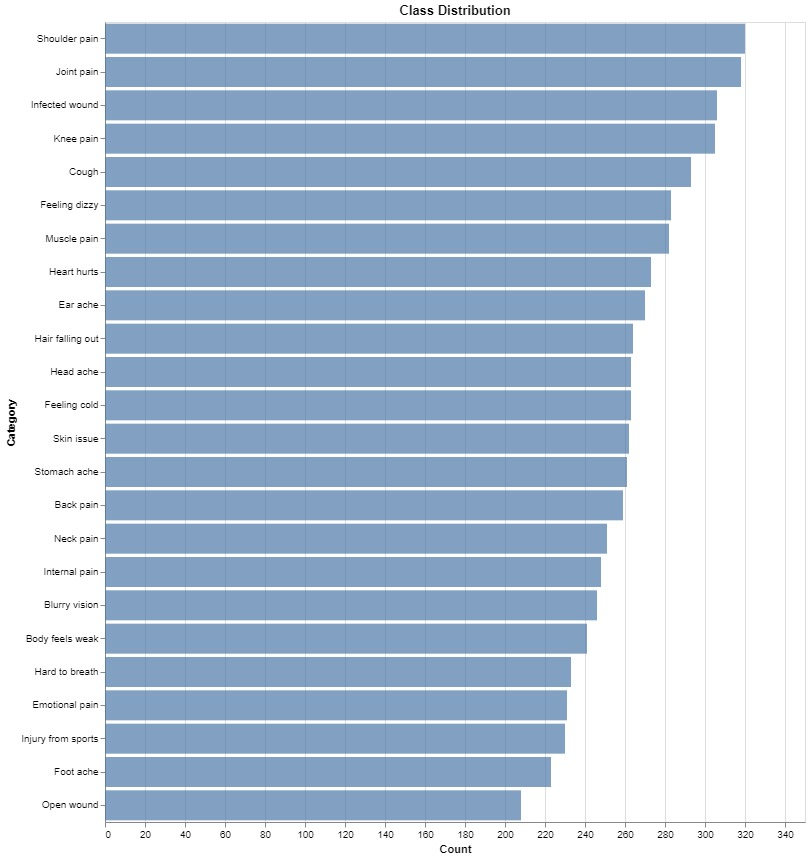 Class Distribution
Shoulder pain
Joint pain
Infected wound
Knee pain
Cough
Feeling dizzy
Muscle pain
Heart hurts
Ear ache
Hair falling out
Head ache
Feeling cold
Skin issue
Stomach ache
Back pain
Neck pain
Internal pain
Blurry vision
Body feels weak
Hard to breath
Emotional pain
Injury from sports
Foot ache
Open wound
Category
0 20 40 60 80 100 120 140 160 180 200 220 240 260 280 300 320 340
Count